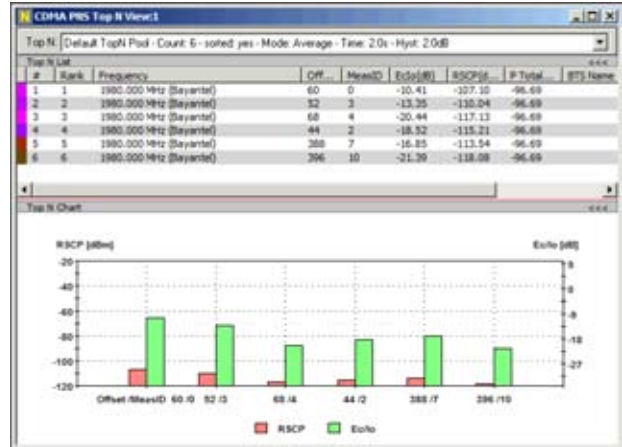 CDMA PNS Top N View:1
Top N: Default TopN Pool - Count: 6 - sorted: yes - Mode: Average - Time: 2.0s - Hyst: 2.0dB
Top N List <<<
# Rank Frequency Off... MeasID Ec/Io(dB) RSCP(d... P Total... BTS Name
1 1 1980.000 MHz (Bayantel) 60 0 -10.41 -107.10 -96.69
2 2 1980.000 MHz (Bayantel) 52 3 -13.35 -110.04 -96.69
3 3 1980.000 MHz (Bayantel) 68 4 -20.44 -117.13 -96.69
4 4 1980.000 MHz (Bayantel) 44 2 -18.52 -115.21 -96.69
5 5 1980.000 MHz (Bayantel) 388 7 -16.85 -113.54 -96.69
6 6 1980.000 MHz (Bayantel) 396 10 -21.39 -118.08 -96.69
Top N Chart <<<
RSCP [dBm] Ec/Io [dB]
-20 9
-40 0
-60 -9
-80 -18
-100 -27
-120
Offset /MeasID 60 /0 52 /3 68 /4 44 /2 388 /7 396 /10
RSCP Ec/Io